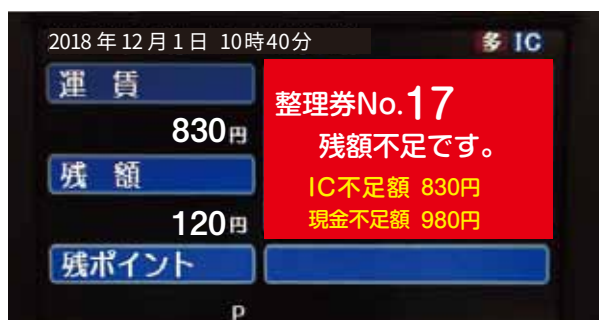 2018年12月1日 10時40分
多 IC
運 賃
830円
整理券No.17
残額不足です。
IC不足額 830円
現金不足額 980円
残 額
120円
残ポイント
P